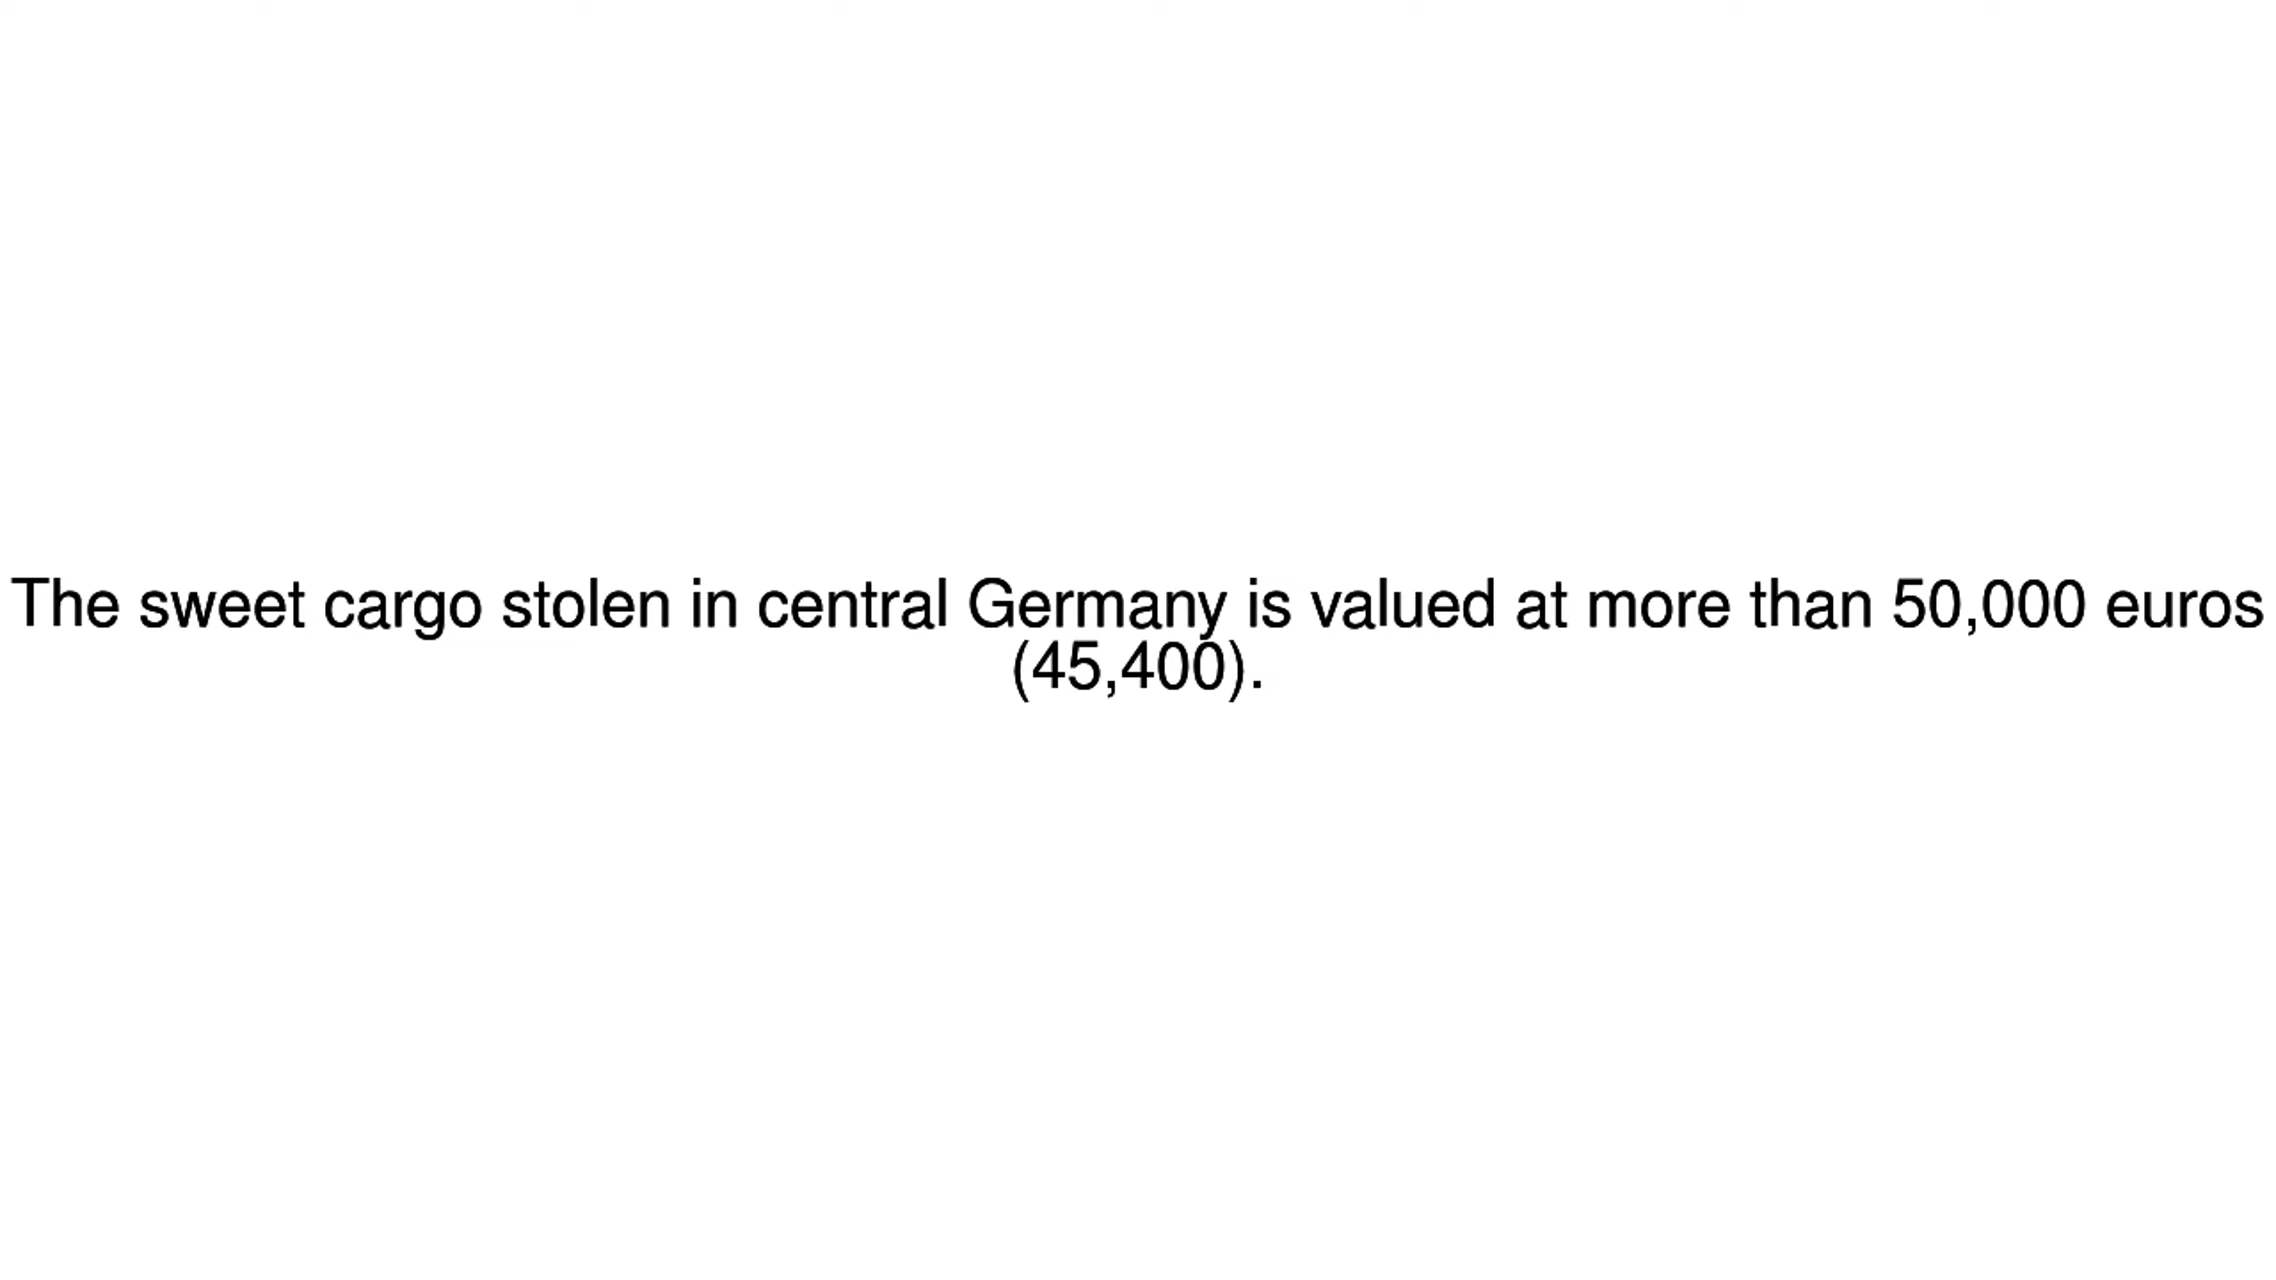 The sweet cargo stolen in central Germany is valued at more than 50,000 euros
(45,400).